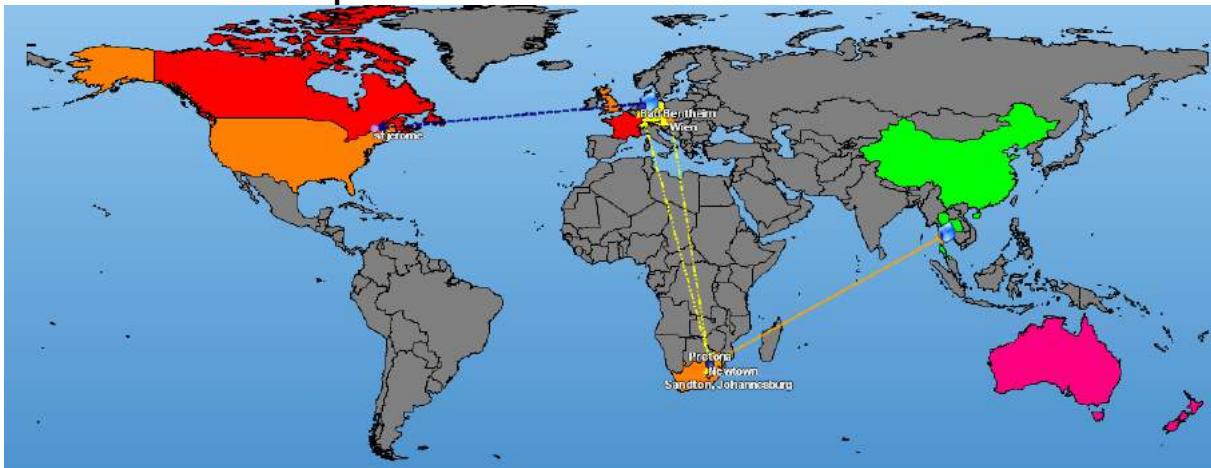 st jerome
Bad Bentheim
Wien
Pretoria
Newtown
Sandton, Johannesburg